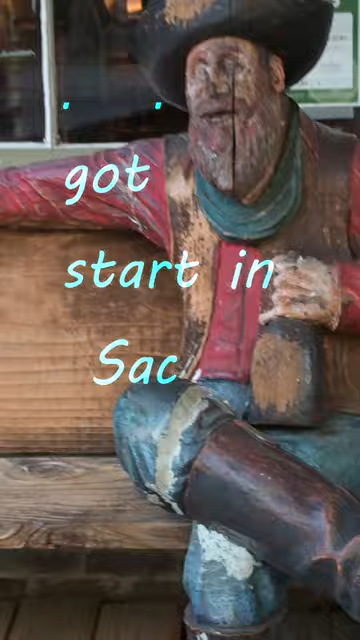 . .
got
start in
Sac